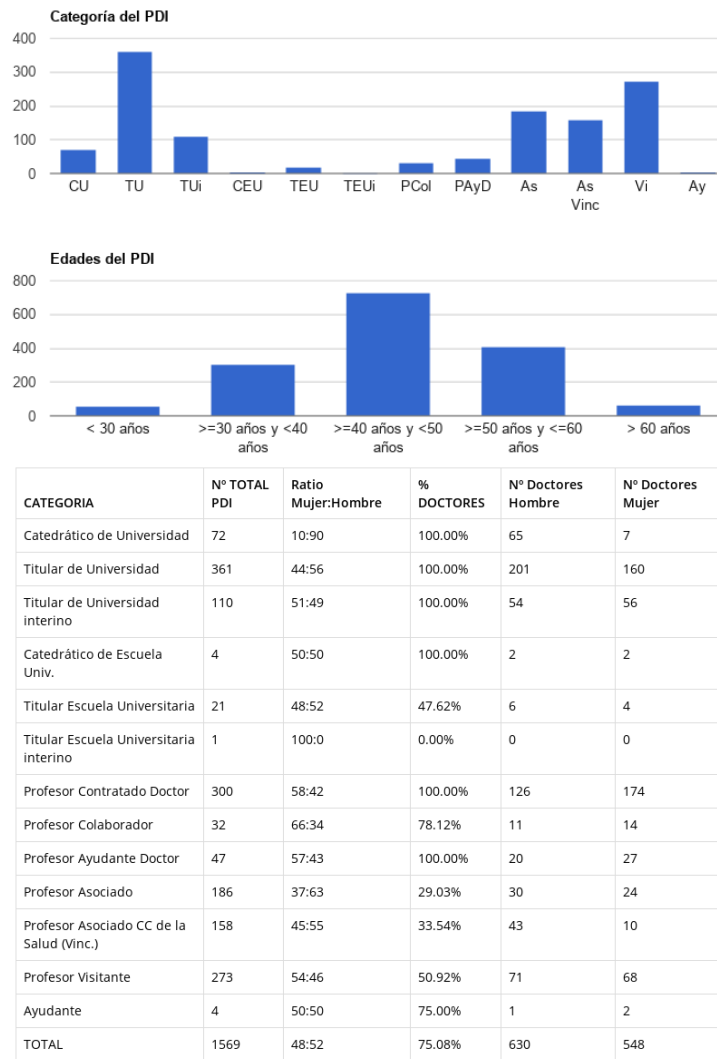 Categoría del PDI
400
300
200
100
0
CU TU TUi CEU TEU TEUi PCol PAyD As As Vinc Vi Ay
Edades del PDI
800
600
400
200
0
< 30 años >=30 años y <40 años >=40 años y <50 años >=50 años y <=60 años > 60 años
CATEGORIA Nº TOTAL PDI Ratio Mujer:Hombre % DOCTORES Nº Doctores Hombre Nº Doctores Mujer
Catedrático de Universidad 72 10:90 100.00% 65 7
Titular de Universidad 361 44:56 100.00% 201 160
Titular de Universidad interino 110 51:49 100.00% 54 56
Catedrático de Escuela Univ. 4 50:50 100.00% 2 2
Titular Escuela Universitaria 21 48:52 47.62% 6 4
Titular Escuela Universitaria interino 1 100:0 0.00% 0 0
Profesor Contratado Doctor 300 58:42 100.00% 126 174
Profesor Colaborador 32 66:34 78.12% 11 14
Profesor Ayudante Doctor 47 57:43 100.00% 20 27
Profesor Asociado 186 37:63 29.03% 30 24
Profesor Asociado CC de la Salud (Vinc.) 158 45:55 33.54% 43 10
Profesor Visitante 273 54:46 50.92% 71 68
Ayudante 4 50:50 75.00% 1 2
TOTAL 1569 48:52 75.08% 630 548